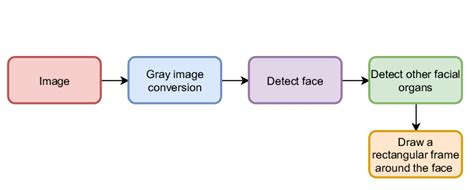 Image
Gray image
conversion
Detect face
Detect other facial
organs
Draw a
rectangular frame
around the face